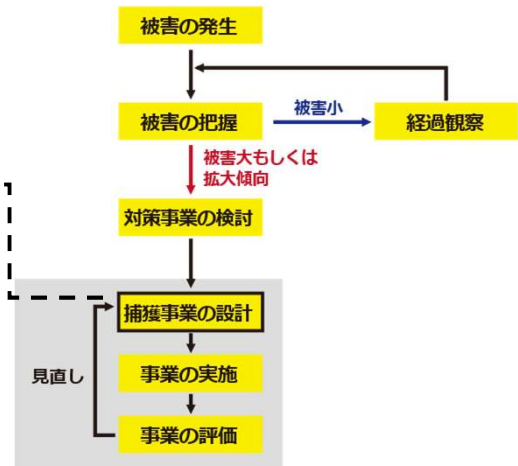 被害の発生
被害の把握
被害小
経過観察
被害大もしくは
拡大傾向
対策事業の検討
捕獲事業の設計
見直し
事業の実施
事業の評価